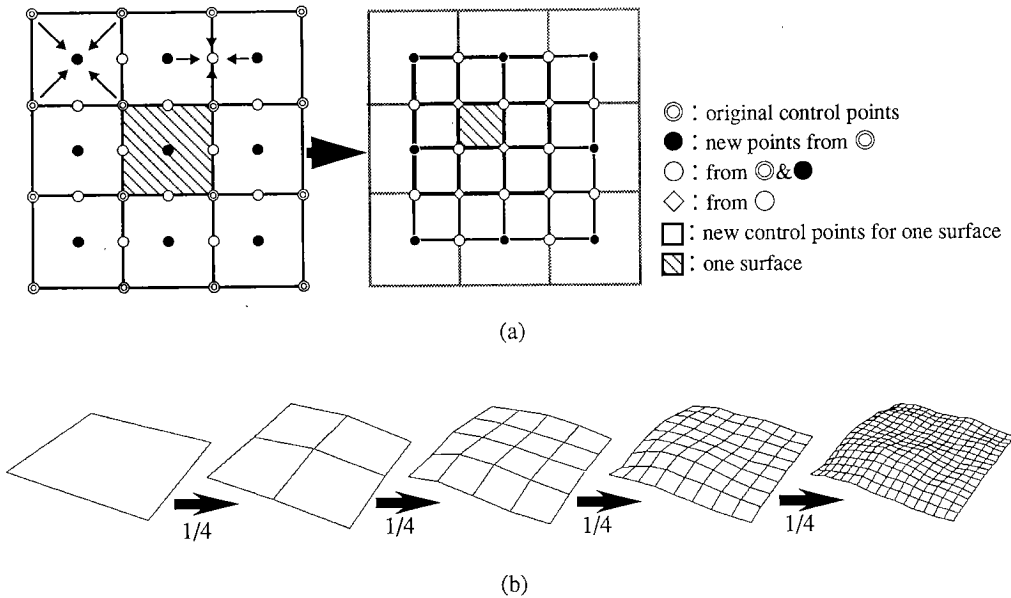 ◎ : original control points
● : new points from ◎
○ : from ◎&●
◇ : from ○
□ : new control points for one surface
▧ : one surface
(a)
1/4
1/4
1/4
1/4
(b)